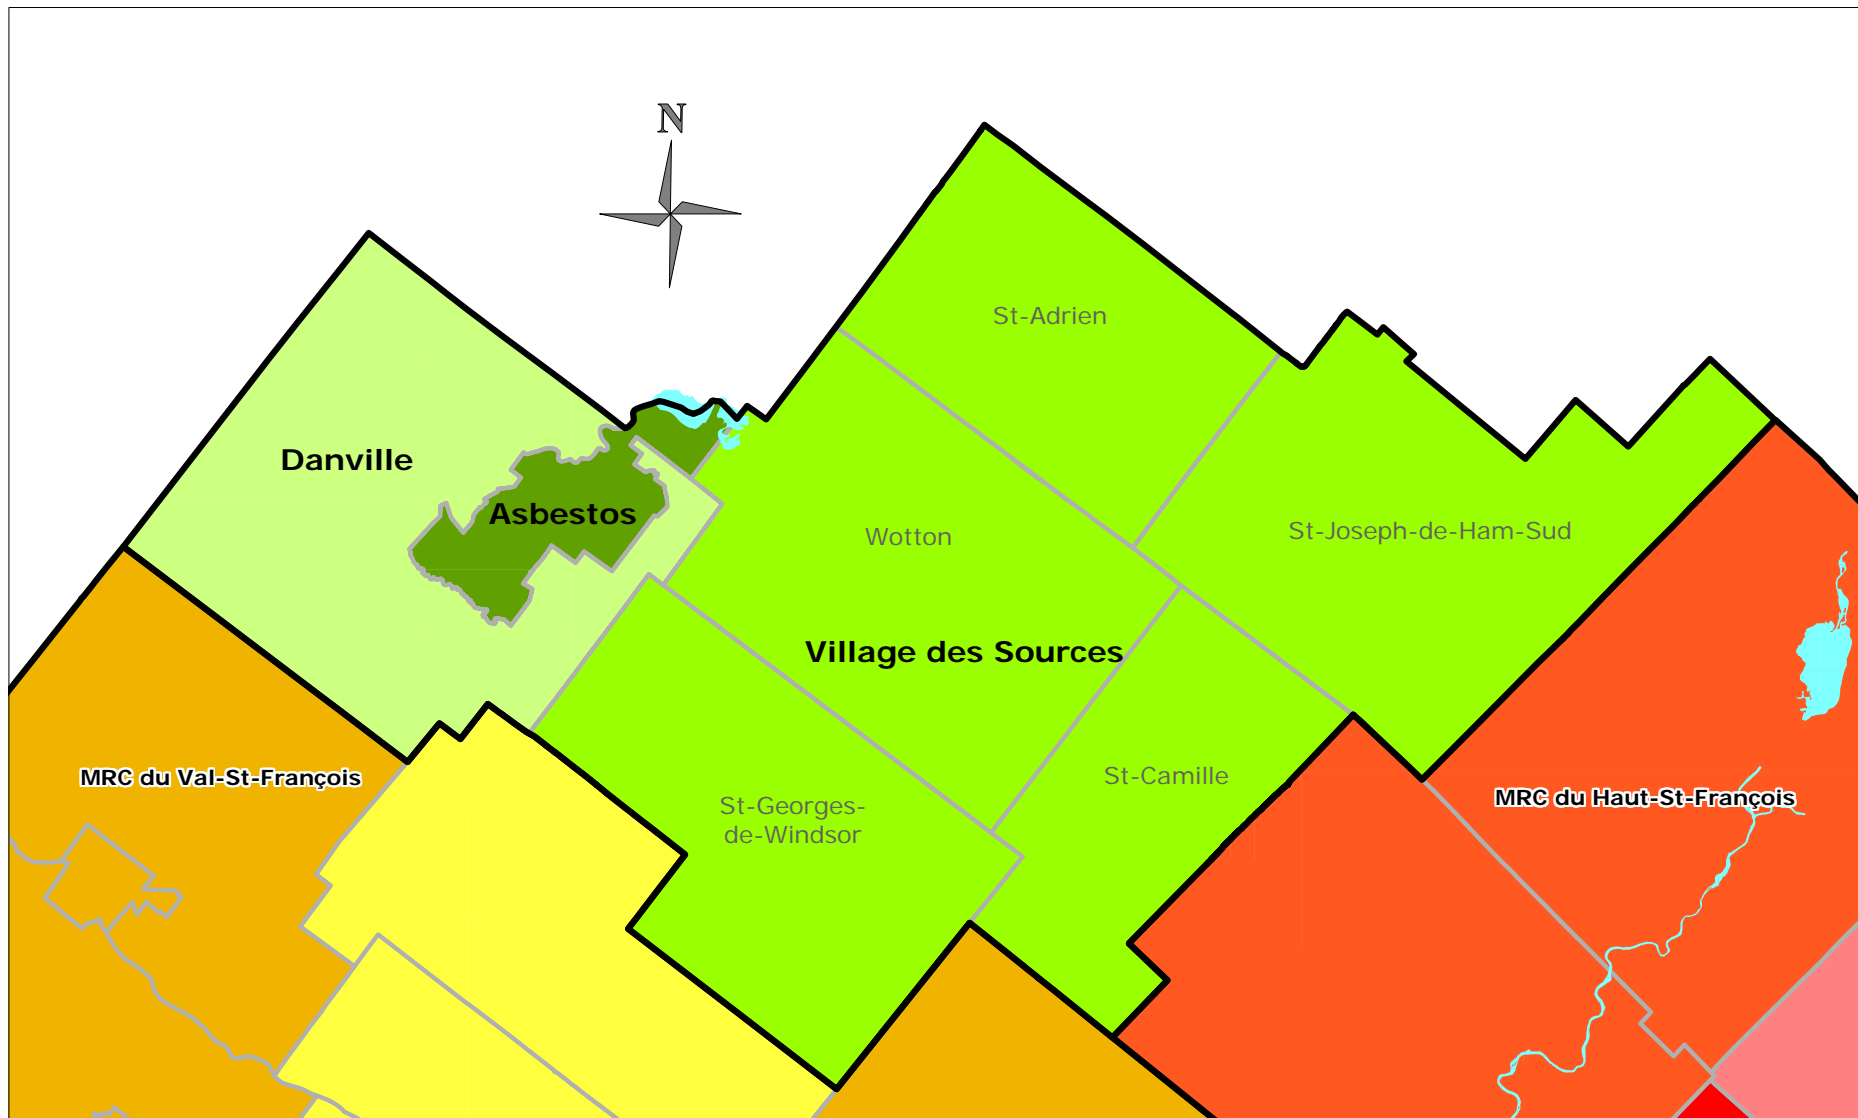 N
St-Adrien
Danville
Asbestos
Wotton
St-Joseph-de-Ham-Sud
Village des Sources
MRC du Val-St-François
St-Georges-
de-Windsor
St-Camille
MRC du Haut-St-François